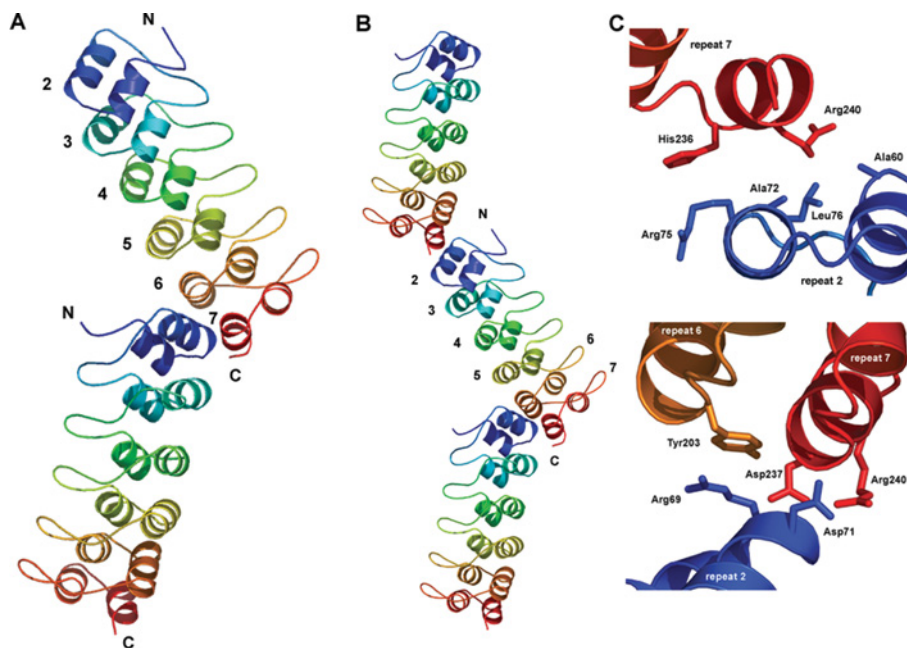 A
N
2
3
4
5
6
7
N
C
C
B
N
2
3
4
5
6
7
C
C
repeat 7
Arg240
His236
Ala60
Ala72
Leu76
Arg75
repeat 2
repeat 6
repeat 7
Tyr203
Asp237
Arg240
Arg69
Asp71
repeat 2